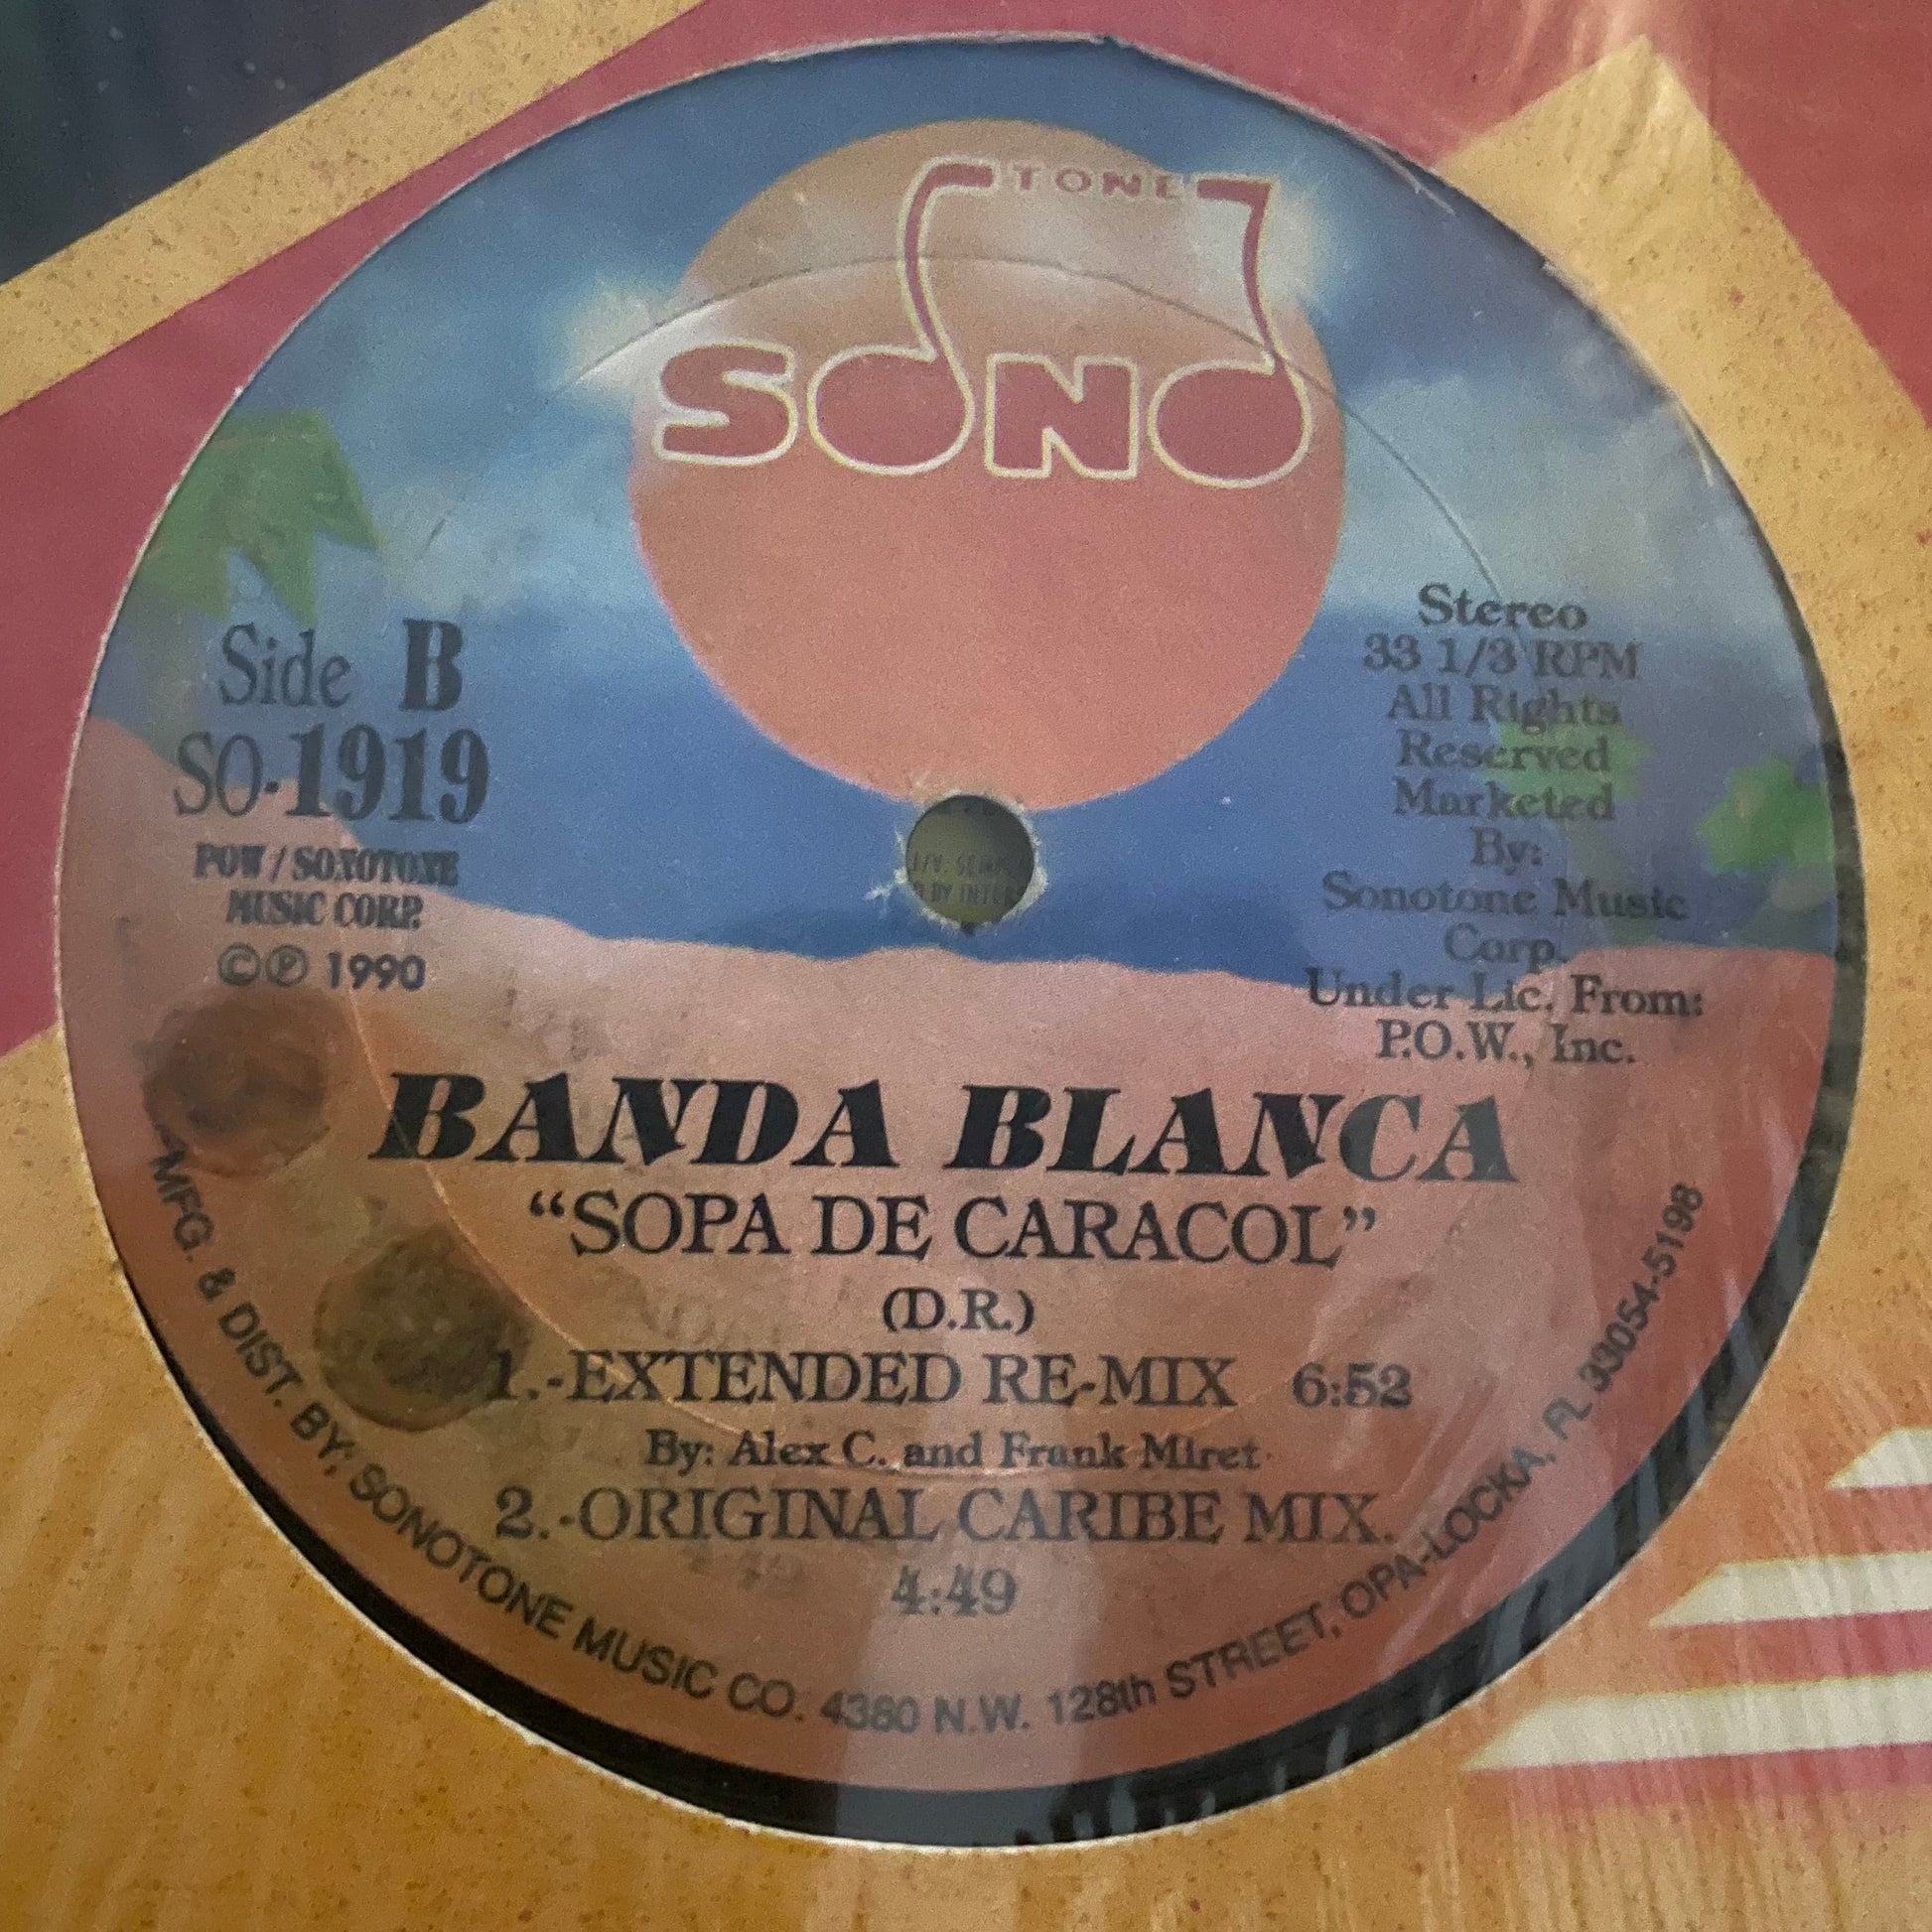 TONE
SONO
Side B
SO-1919
POW / SONOTONE
MUSIC CORP.
©℗ 1990
Stereo
33 1/3 RPM
All Rights
Reserved
Marketed
By:
Sonotone Music
Corp.
Under Lic. From:
P.O.W., Inc.
BANDA BLANCA
“SOPA DE CARACOL”
(D.R.)
1.-EXTENDED RE-MIX 6:52
By: Alex C. and Frank Miret
2.-ORIGINAL CARIBE MIX.
4:49
MFG. & DIST. BY: SONOTONE MUSIC CO. 4380 N.W. 128th STREET, OPA-LOCKA, FL 33054-5198